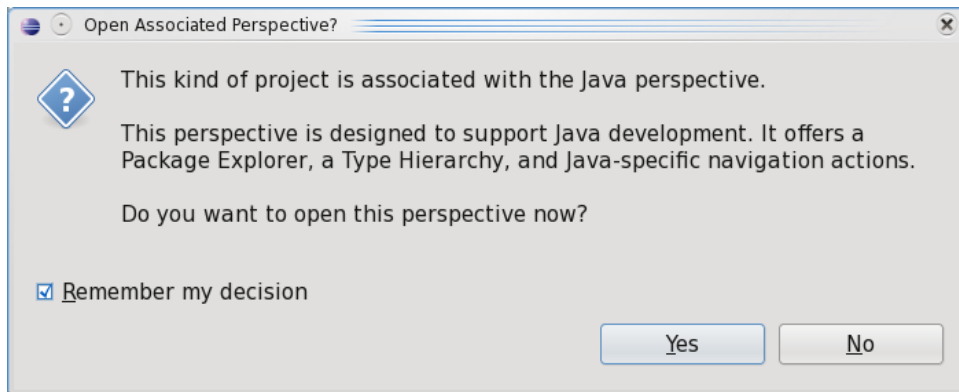 Open Associated Perspective?
This kind of project is associated with the Java perspective.
This perspective is designed to support Java development. It offers a
Package Explorer, a Type Hierarchy, and Java-specific navigation actions.
Do you want to open this perspective now?
Remember my decision
Yes No